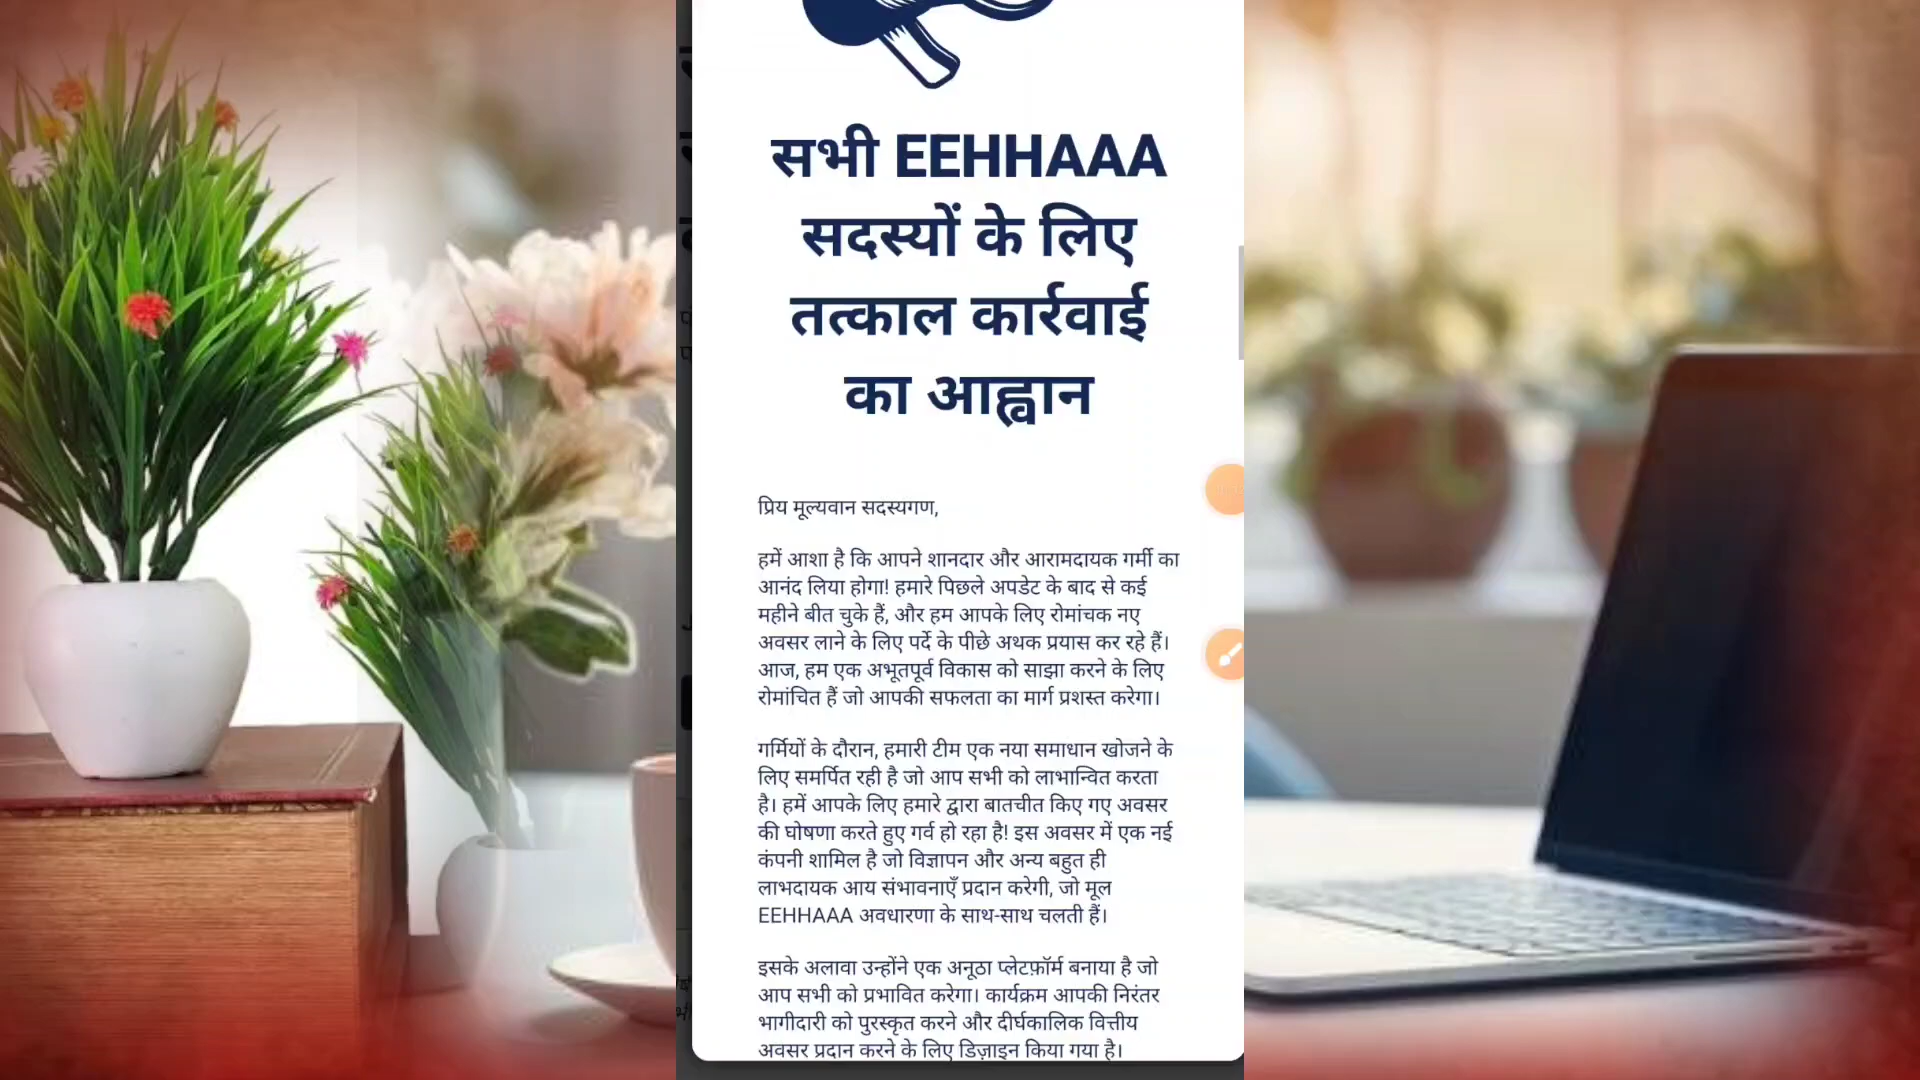 सभी EEHHAAA
सदस्यों के लिए
तत्काल कार्रवाई
का आह्वान
प्रिय मूल्यवान सदस्यगण,
हमें आशा है कि आपने शानदार और आरामदायक गर्मी का
आनंद लिया होगा! हमारे पिछले अपडेट के बाद से कई
महीने बीत चुके हैं, और हम आपके लिए रोमांचक नए
अवसर लाने के लिए पर्दे के पीछे अथक प्रयास कर रहे हैं।
आज, हम एक अभूतपूर्व विकास को साझा करने के लिए
रोमांचित हैं जो आपकी सफलता का मार्ग प्रशस्त करेगा।
गर्मियों के दौरान, हमारी टीम एक नया समाधान खोजने के
लिए समर्पित रही है जो आप सभी को लाभान्वित करता
है। हमें आपके लिए हमारे द्वारा बातचीत किए गए अवसर
की घोषणा करते हुए गर्व हो रहा है! इस अवसर में एक नई
कंपनी शामिल है जो विज्ञापन और अन्य बहुत ही
लाभदायक आय संभावनाएँ प्रदान करेगी, जो मूल
EEHHAAA अवधारणा के साथ-साथ चलती हैं।
इसके अलावा उन्होंने एक अनूठा प्लेटफ़ॉर्म बनाया है जो
आप सभी को प्रभावित करेगा। कार्यक्रम आपकी निरंतर
भागीदारी को पुरस्कृत करने और दीर्घकालिक वित्तीय
अवसर प्रदान करने के लिए डिज़ाइन किया गया है।